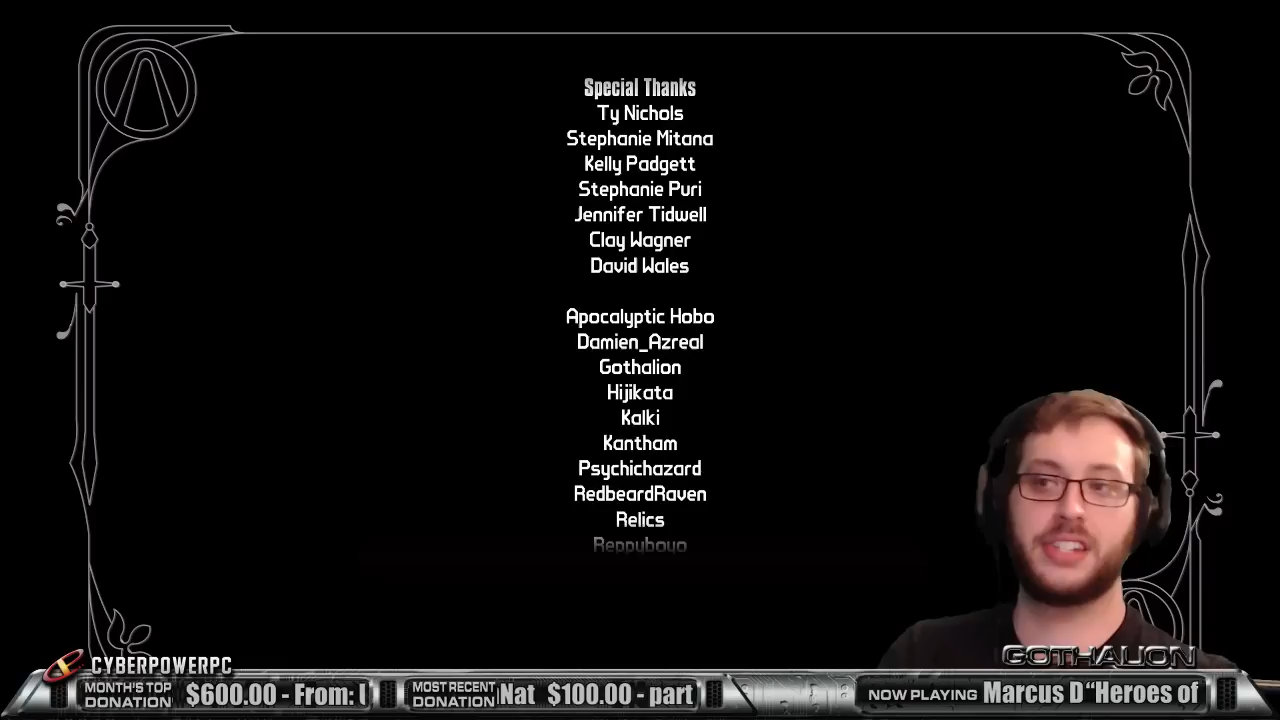 Special Thanks
Ty Nichols
Stephanie Mitana
Kelly Padgett
Stephanie Puri
Jennifer Tidwell
Clay Wagner
David Wales
Apocalyptic Hobo
Damien_Azreal
Gothalion
Hijikata
Kalki
Kantham
Psychichazard
RedbeardRaven
Relics
Reppyboyo
GOTHALION
CYBERPOWERPC
MONTH'S TOP
DONATION
$600.00 - From:
MOST RECENT
DONATION
Nat $100.00 - part
NOW PLAYING Marcus D "Heroes of